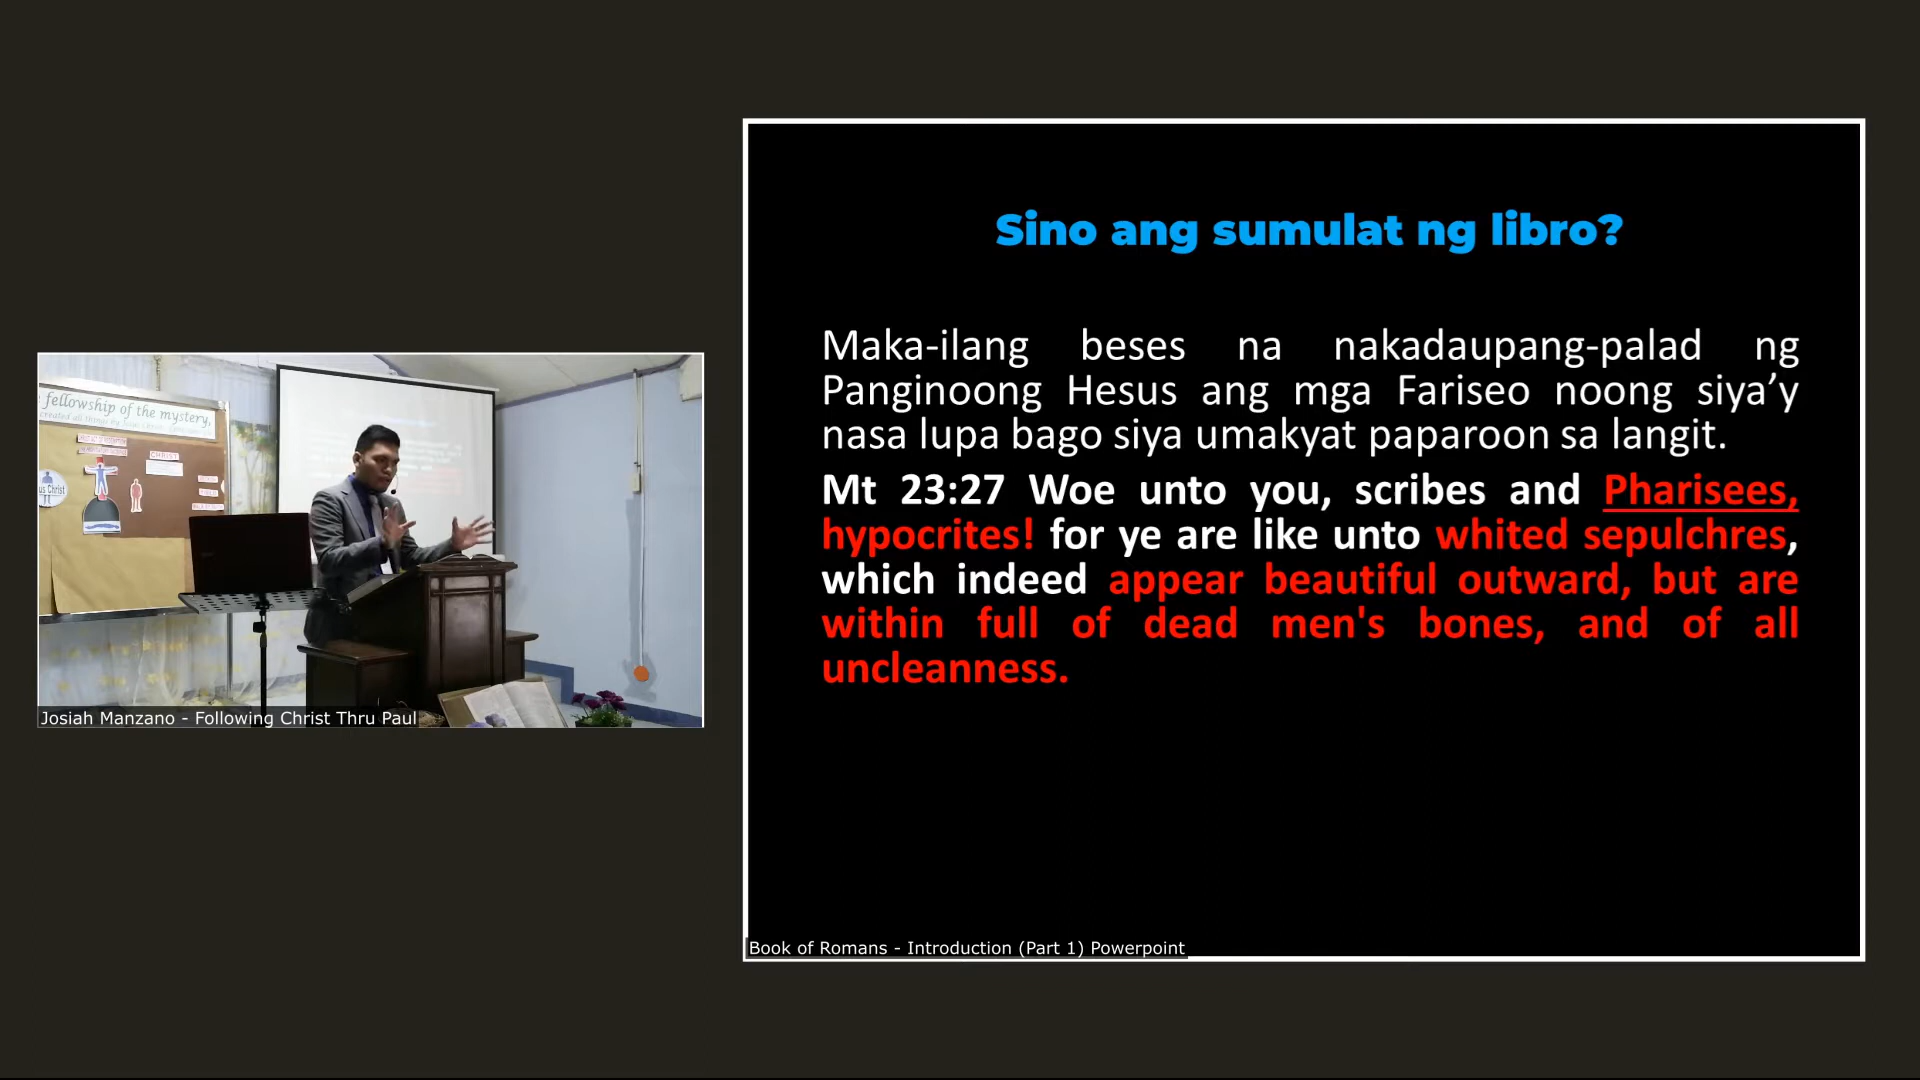 fellowship of the mystery,
CHRIST
us Christ
Josiah Manzano - Following Christ Thru Paul
Sino ang sumulat ng libro?
Maka-ilang beses na nakadaupang-palad ng
Panginoong Hesus ang mga Fariseo noong siya’y
nasa lupa bago siya umakyat paparoon sa langit.
Mt 23:27 Woe unto you, scribes and Pharisees,
hypocrites! for ye are like unto whited sepulchres,
which indeed appear beautiful outward, but are
within full of dead men's bones, and of all
uncleanness.
Book of Romans - Introduction (Part 1) Powerpoint